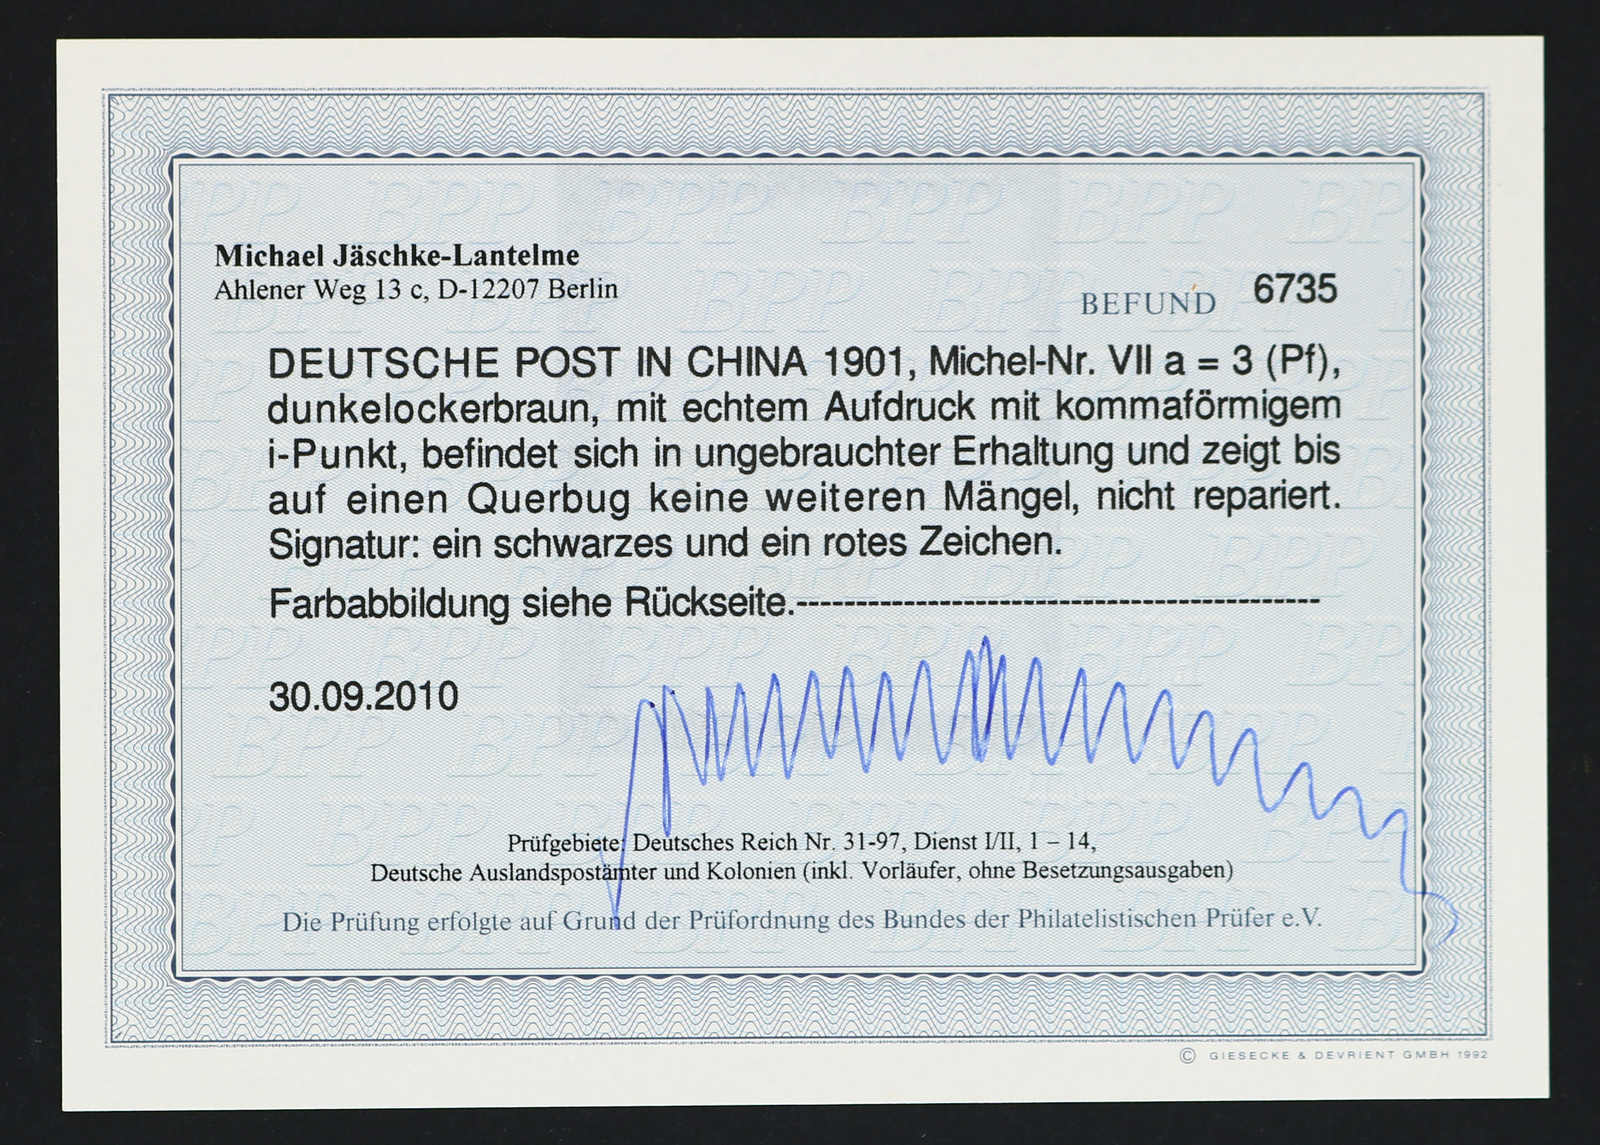 Michael Jäschke-Lantelme
Ahlener Weg 13 c, D-12207 Berlin
BEFUND 6735
DEUTSCHE POST IN CHINA 1901, Michel-Nr. VII a = 3 (Pf),
dunkelockerbraun, mit echtem Aufdruck mit kommaförmigem
i-Punkt, befindet sich in ungebrauchter Erhaltung und zeigt bis
auf einen Querbug keine weiteren Mängel, nicht repariert.
Signatur: ein schwarzes und ein rotes Zeichen.
Farbabbildung siehe Rückseite.--------------------------------------------
30.09.2010
Prüfgebiete: Deutsches Reich Nr. 31-97, Dienst I/II, 1 – 14,
Deutsche Auslandspostämter und Kolonien (inkl. Vorläufer, ohne Besetzungsausgaben)
Die Prüfung erfolgte auf Grund der Prüfordnung des Bundes der Philatelistischen Prüfer e.V.
© GIESECKE & DEVRIENT GMBH 1992